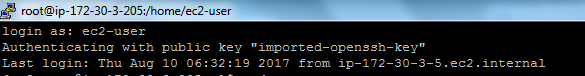 root@ip-172-30-3-205:/home/ec2-user
login as: ec2-user
Authenticating with public key "imported-openssh-key"
Last login: Thu Aug 10 06:32:19 2017 from ip-172-30-3-5.ec2.internal